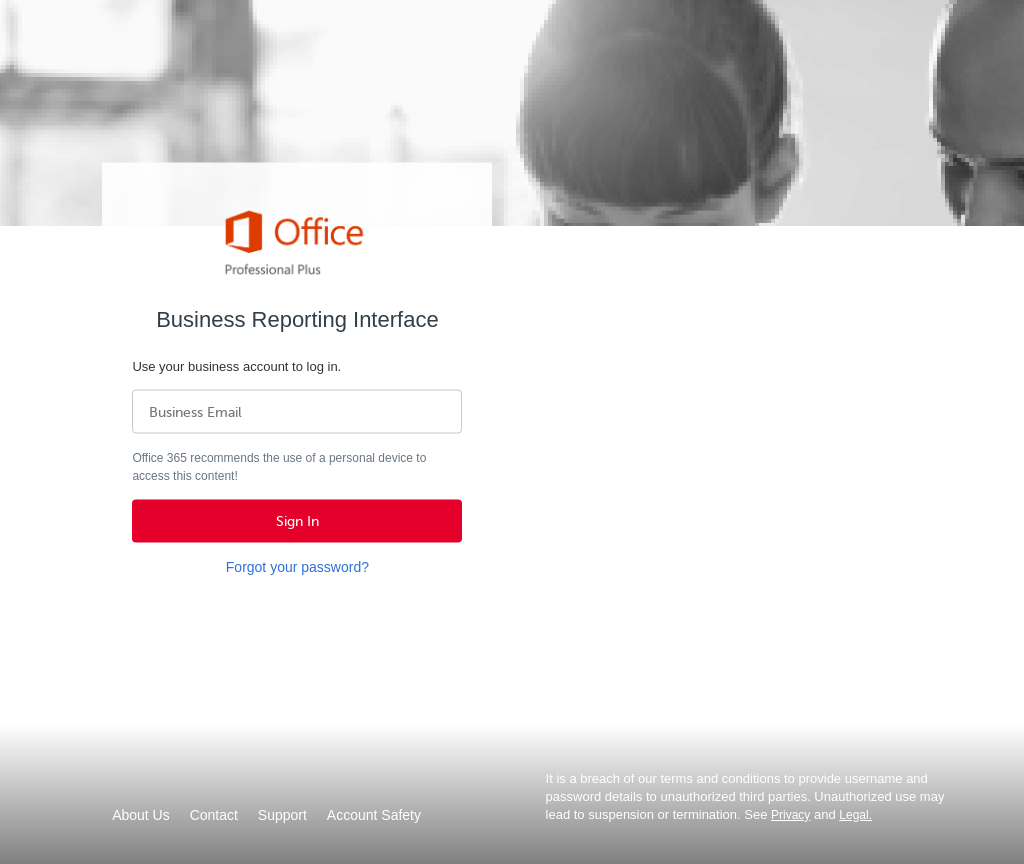 Office
Professional Plus
Business Reporting Interface
Use your business account to log in.
Business Email
Office 365 recommends the use of a personal device to
access this content!
Sign In
Forgot your password?
About Us Contact Support Account Safety
It is a breach of our terms and conditions to provide username and
password details to unauthorized third parties. Unauthorized use may
lead to suspension or termination. See Privacy and Legal.